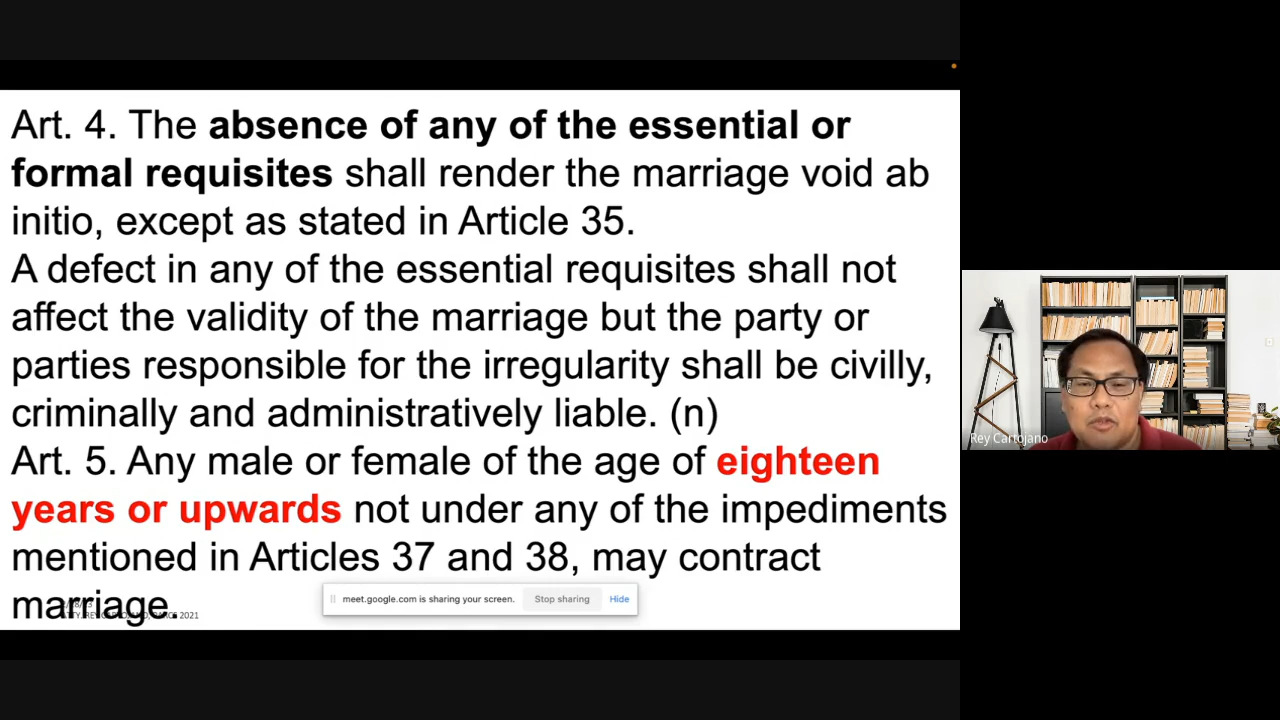 Art. 4. The absence of any of the essential or
formal requisites shall render the marriage void ab
initio, except as stated in Article 35.
A defect in any of the essential requisites shall not
affect the validity of the marriage but the party or
parties responsible for the irregularity shall be civilly,
criminally and administratively liable. (n)
Art. 5. Any male or female of the age of eighteen
years or upwards not under any of the impediments
mentioned in Articles 37 and 38, may contract
marriage.
2021
meet.google.com is sharing your screen. Stop sharing Hide
Rey Cartojano